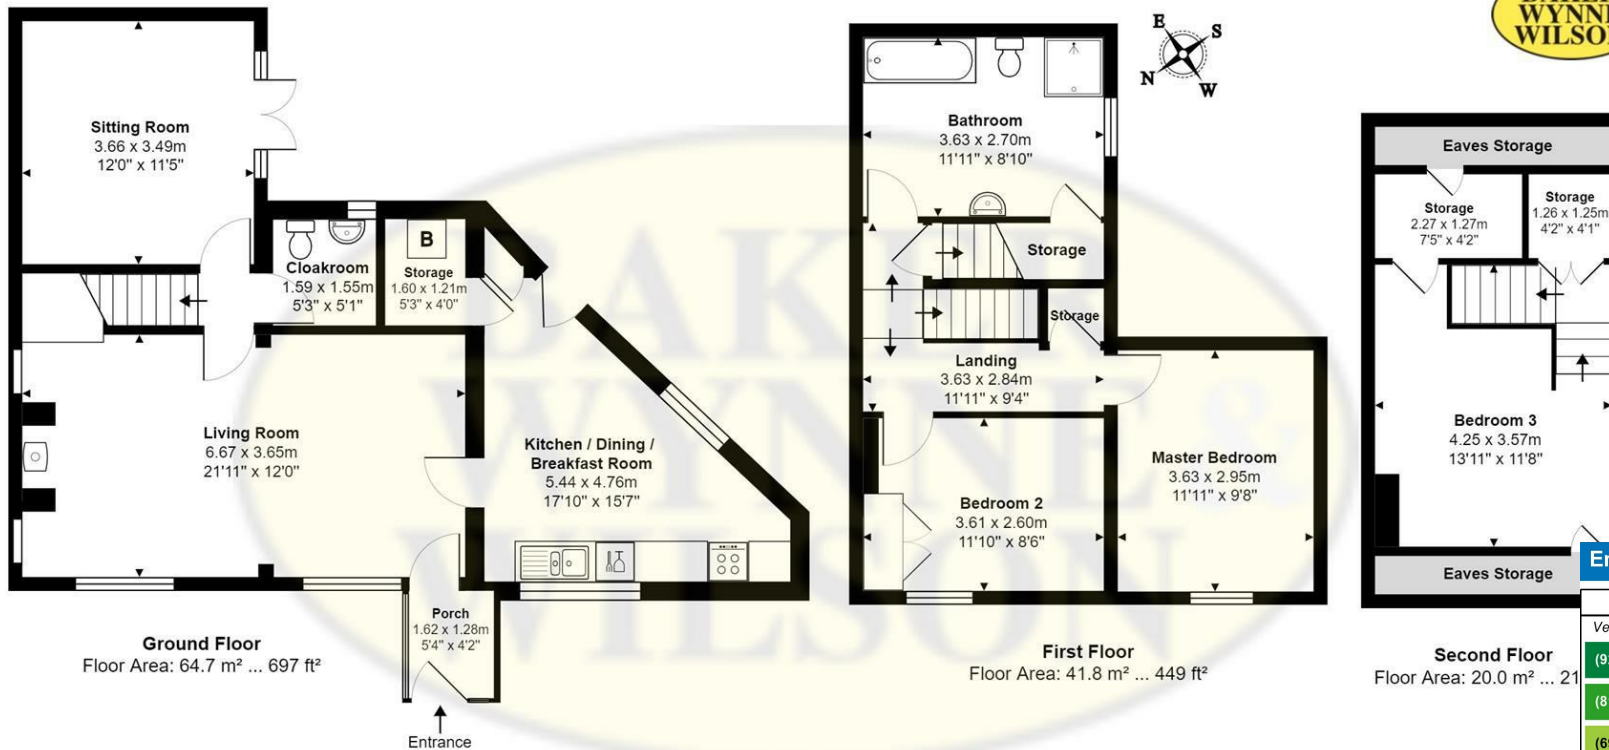 Sitting Room
3.66 x 3.49m
12'0" x 11'5"
Cloakroom
1.59 x 1.55m
5'3" x 5'1"
B
Storage
1.60 x 1.21m
5'3" x 4'0"
Living Room
6.67 x 3.65m
21'11" x 12'0"
Kitchen / Dining /
Breakfast Room
5.44 x 4.76m
17'10" x 15'7"
Porch
1.62 x 1.28m
5'4" x 4'2"
Entrance
Ground Floor
Floor Area: 64.7 m² ... 697 ft²
Bathroom
3.63 x 2.70m
11'11" x 8'10"
Storage
Storage
Landing
3.63 x 2.84m
11'11" x 9'4"
Bedroom 2
3.61 x 2.60m
11'10" x 8'6"
Master Bedroom
3.63 x 2.95m
11'11" x 9'8"
First Floor
Floor Area: 41.8 m² ... 449 ft²
E
S
N
W
WYNNE
WILSO
Eaves Storage
Storage
2.27 x 1.27m
7'5" x 4'2"
Storage
1.26 x 1.25m
4'2" x 4'1"
Bedroom 3
4.25 x 3.57m
13'11" x 11'8"
Eaves Storage
Second Floor
Floor Area: 20.0 m² ... 21
BAKER
WYNNE &
WILSON